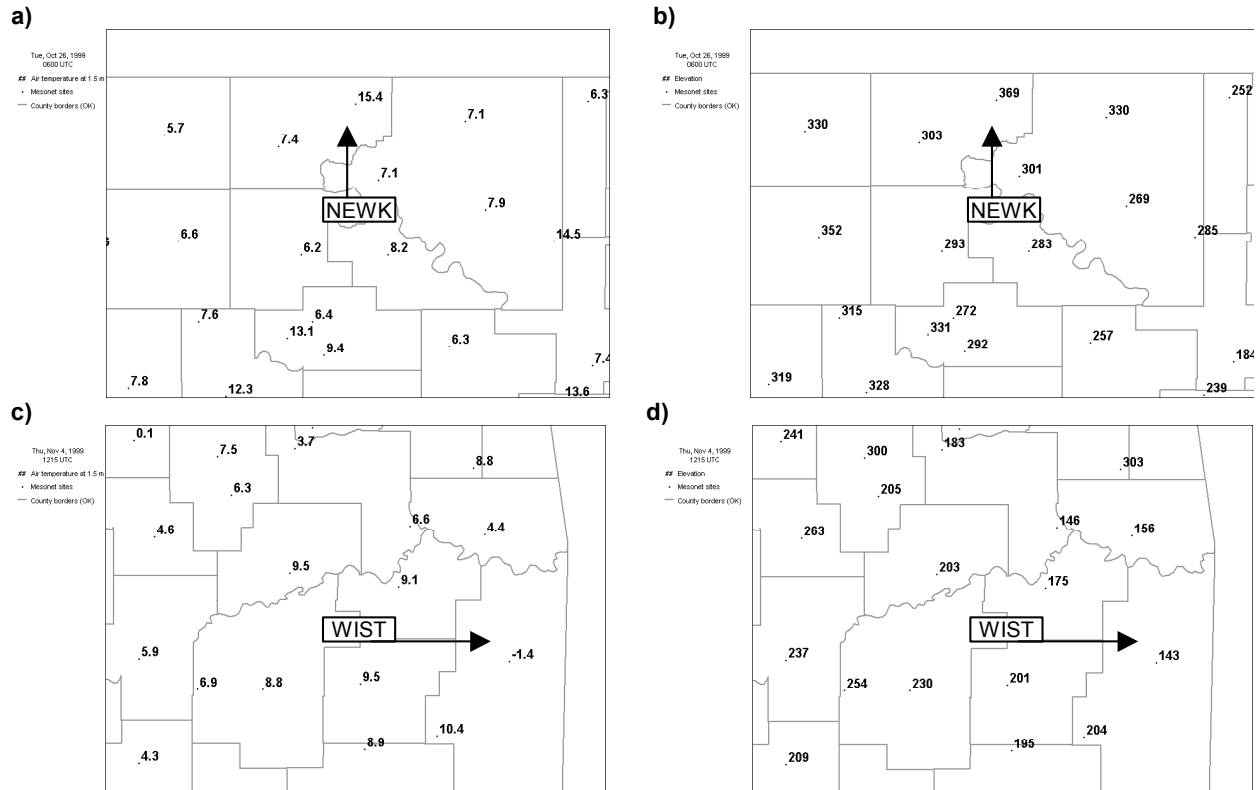 a)
Tue, Oct 26, 1999
0600 UTC
## Air temperature at 1.5 m
Mesonet sites
County borders (OK)
15.4
6.3
7.1
5.7
7.4
7.1
7.9
NEWK
6.6
6.2
8.2
14.5
7.6
6.4
13.1
9.4
6.3
7.4
7.8
12.3
13.6
b)
Tue, Oct 26, 1999
0600 UTC
## Elevation
Mesonet sites
County borders (OK)
369
252
330
330
303
301
269
NEWK
352
293
283
285
315
272
331
292
257
184
319
328
239
c)
Thu, Nov 4, 1999
1215 UTC
## Air temperature at 1.5 m
Mesonet sites
County borders (OK)
0.1
7.5
3.7
8.8
6.3
4.6
6.6
4.4
9.5
9.1
WIST
5.9
-1.4
6.9
8.8
9.5
10.4
8.9
4.3
d)
Thu, Nov 4, 1999
1215 UTC
## Elevation
Mesonet sites
County borders (OK)
241
300
183
303
205
263
146
156
203
175
WIST
237
143
254
230
201
204
195
209